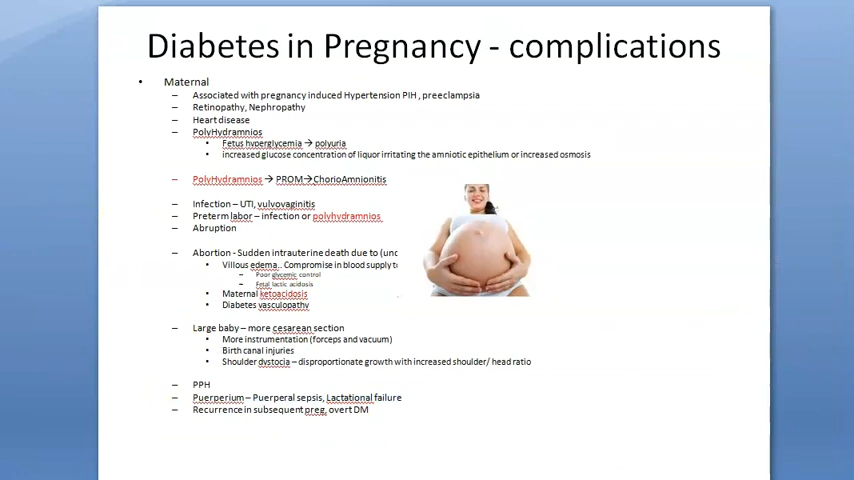 Diabetes in Pregnancy - complications
• Maternal
– Associated with pregnancy induced Hypertension PIH , preeclampsia
– Retinopathy, Nephropathy
– Heart disease
– PolyHydramnios
• Fetus hyperglycemia → polyuria
• increased glucose concentration of liquor irritating the amniotic epithelium or increased osmosis
– PolyHydramnios → PROM→ChorioAmnionitis
– Infection – UTI, vulvovaginitis
– Preterm labor – infection or polyhydramnios
– Abruption
– Abortion - Sudden intrauterine death due to
• Villous edema.. Compromise in blood supply
– Poor glycemic control
– Fetal lactic acidosis
• Maternal ketoacidosis
• Diabetes vasculopathy
– Large baby – more cesarean section
• More instrumentation (forceps and vacuum)
• Birth canal injuries
• Shoulder dystocia – disproportionate growth with increased shoulder/ head ratio
– PPH
– Puerperium – Puerperal sepsis, Lactational failure
– Recurrence in subsequent preg, overt DM